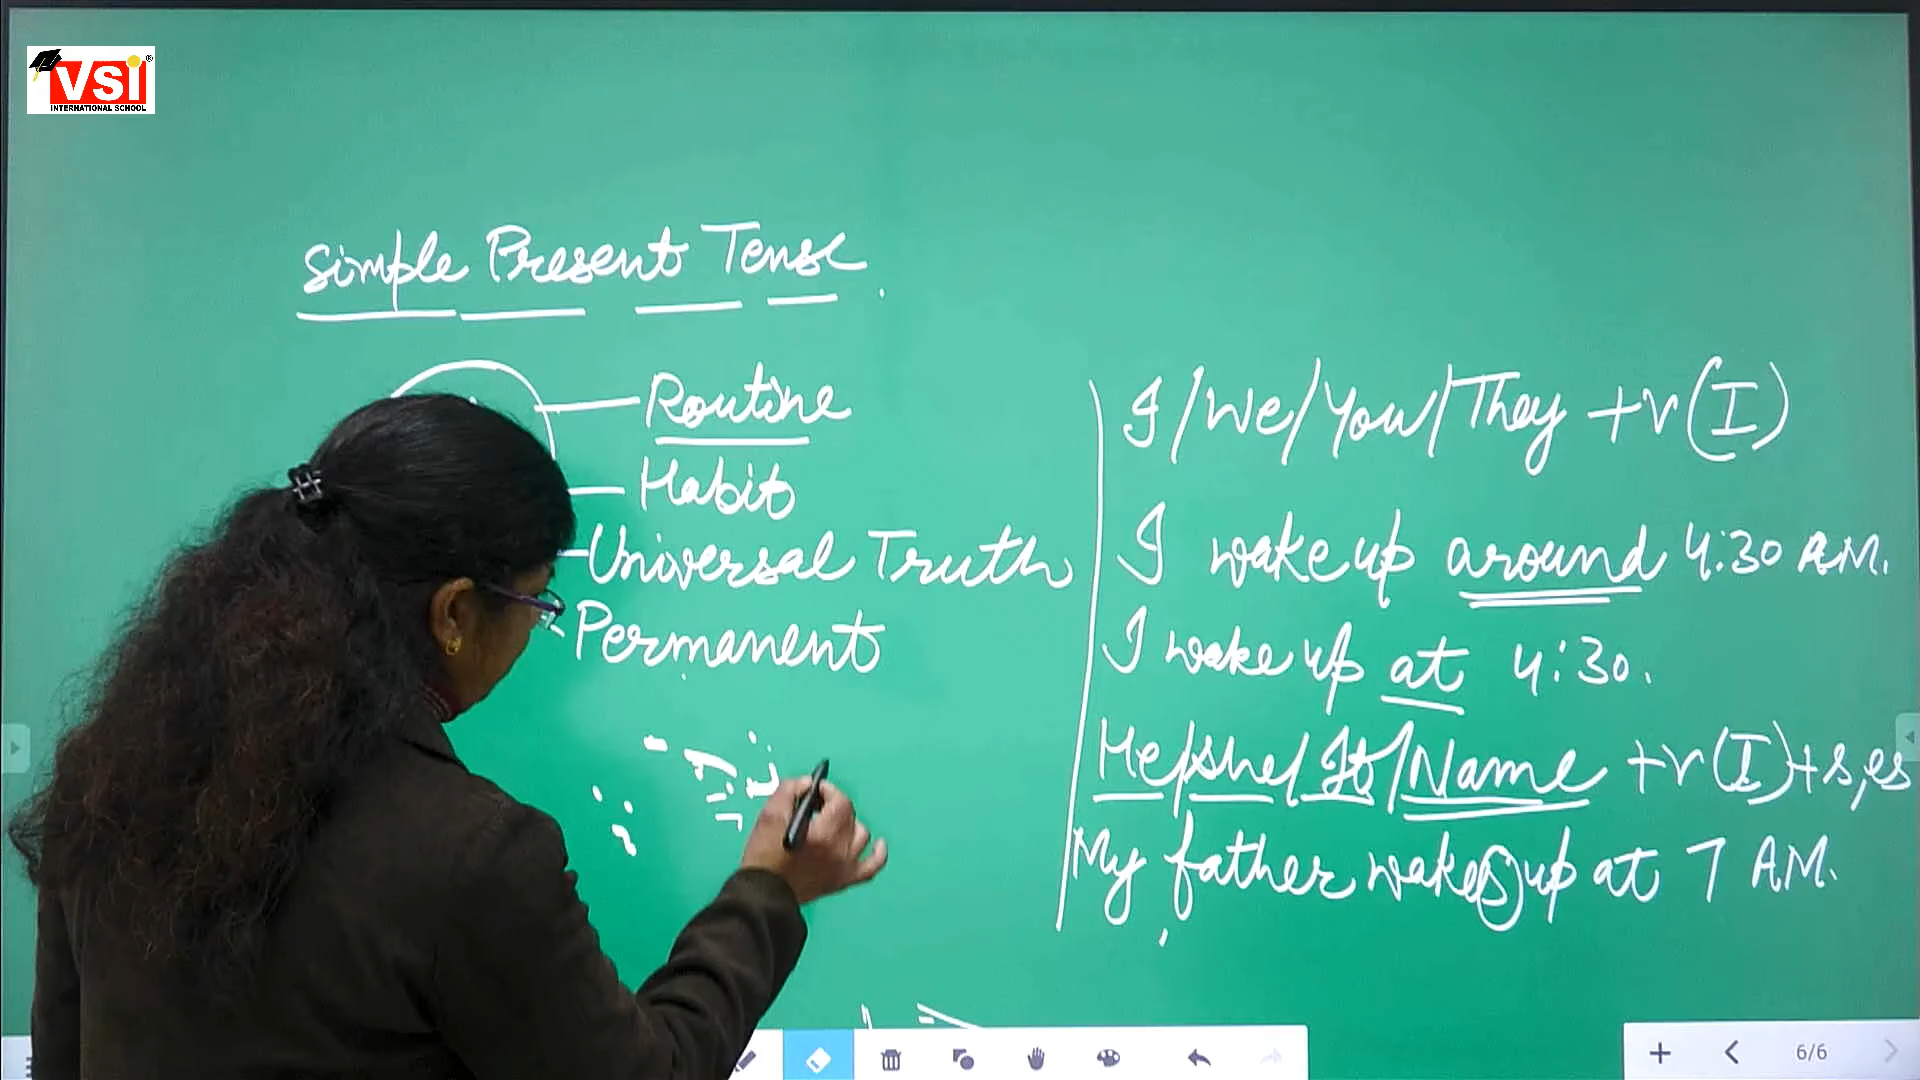 VSI ®
INTERNATIONAL SCHOOL
Simple Present Tense
Routine
Habit
Universal Truth
Permanent
I/We/You/They +v(I)
I wake up around 4:30 A.M.
I wake up at 4:30.
He/She/It/Name +v(I)+s,es
My father wakes up at 7 AM.
6/6